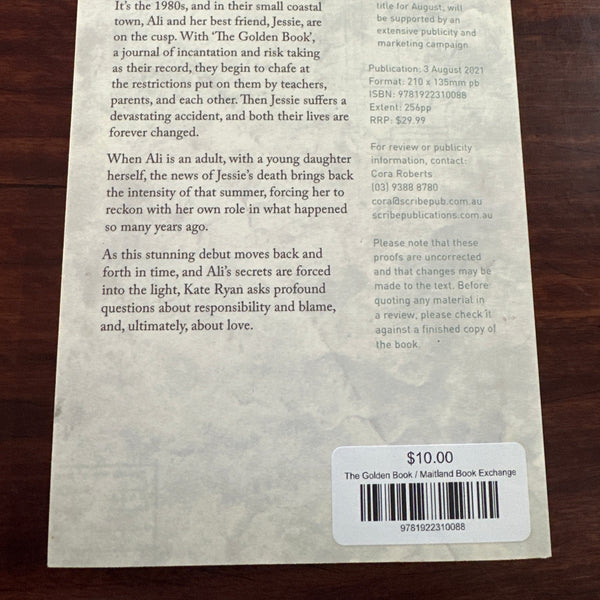 It's the 1980s, and in their small coastal
town, Ali and her best friend, Jessie, are
on the cusp. With 'The Golden Book',
a journal of incantation and risk taking
as their record, they begin to chafe at
the restrictions put on them by teachers,
parents, and each other. Then Jessie suffers a
devastating accident, and both their lives are
forever changed.
When Ali is an adult, with a young daughter
herself, the news of Jessie's death brings back
the intensity of that summer, forcing her to
reckon with her own role in what happened
so many years ago.
As this stunning debut moves back and
forth in time, and Ali's secrets are forced
into the light, Kate Ryan asks profound
questions about responsibility and blame,
and, ultimately, about love.
title for August, will
be supported by an
extensive publicity and
marketing campaign
Publication: 3 August 2021
Format: 210 x 135mm pb
ISBN: 9781922310088
Extent: 256pp
RRP: $29.99
For review or publicity
information, contact:
Cora Roberts
(03) 9388 8780
cora@scribepub.com.au
scribepublications.com.au
Please note that these
proofs are uncorrected
and that changes may be
made to the text. Before
quoting any material in
a review, please check it
against a finished copy of
the book.
$10.00
The Golden Book / Maitland Book Exchange
9781922310088